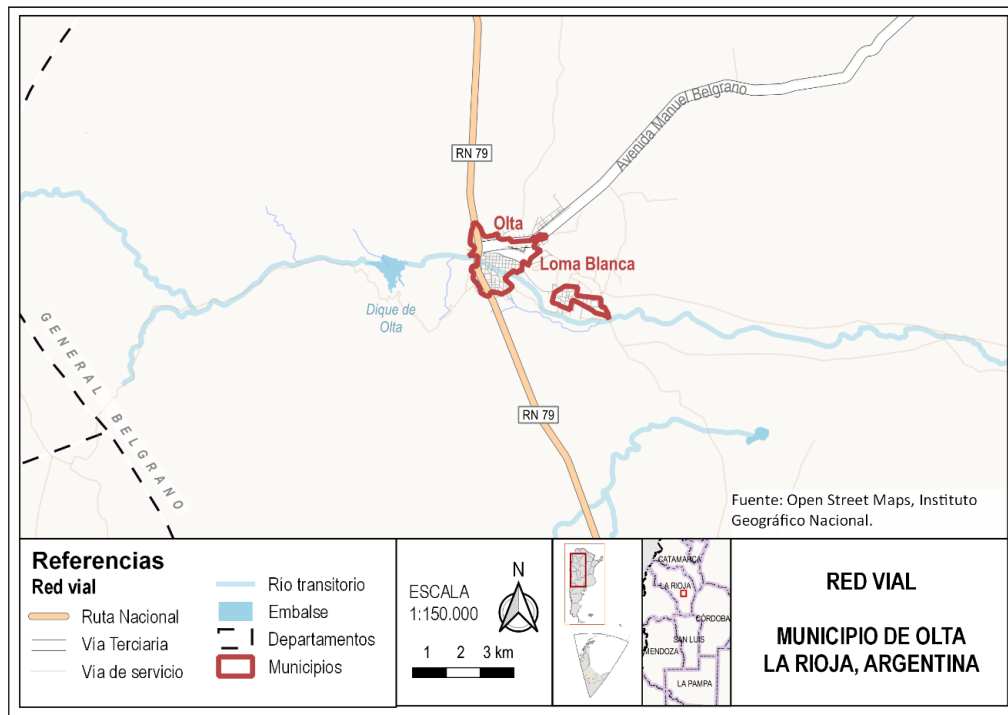 RN 79
Avenida Manuel Belgrano
Olta
Loma Blanca
Dique de
Olta
GENERAL BELGRANO
RN 79
Fuente: Open Street Maps, Instituto
Geográfico Nacional.
Referencias
Red vial
Ruta Nacional
Via Terciaria
Via de servicio
Rio transitorio
Embalse
Departamentos
Municipios
ESCALA
1:150.000
N
1 2 3 km
CATAMARCA
LA RIOJA
CÓRDOBA
SAN LUIS
MENDOZA
LA PAMPA
RED VIAL
MUNICIPIO DE OLTA
LA RIOJA, ARGENTINA